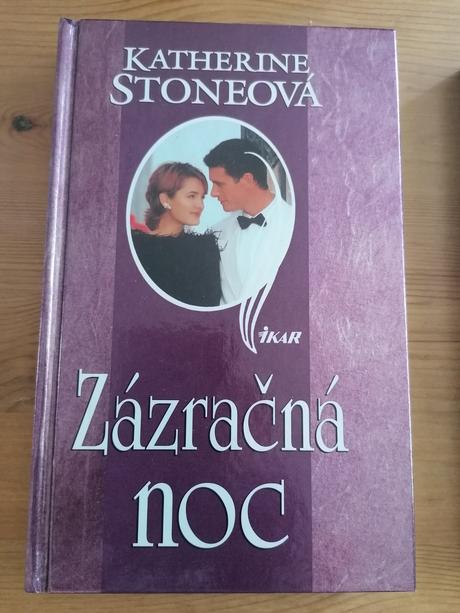 KATHERINE
STONEOVÁ
IKAR
Zázračná
noc